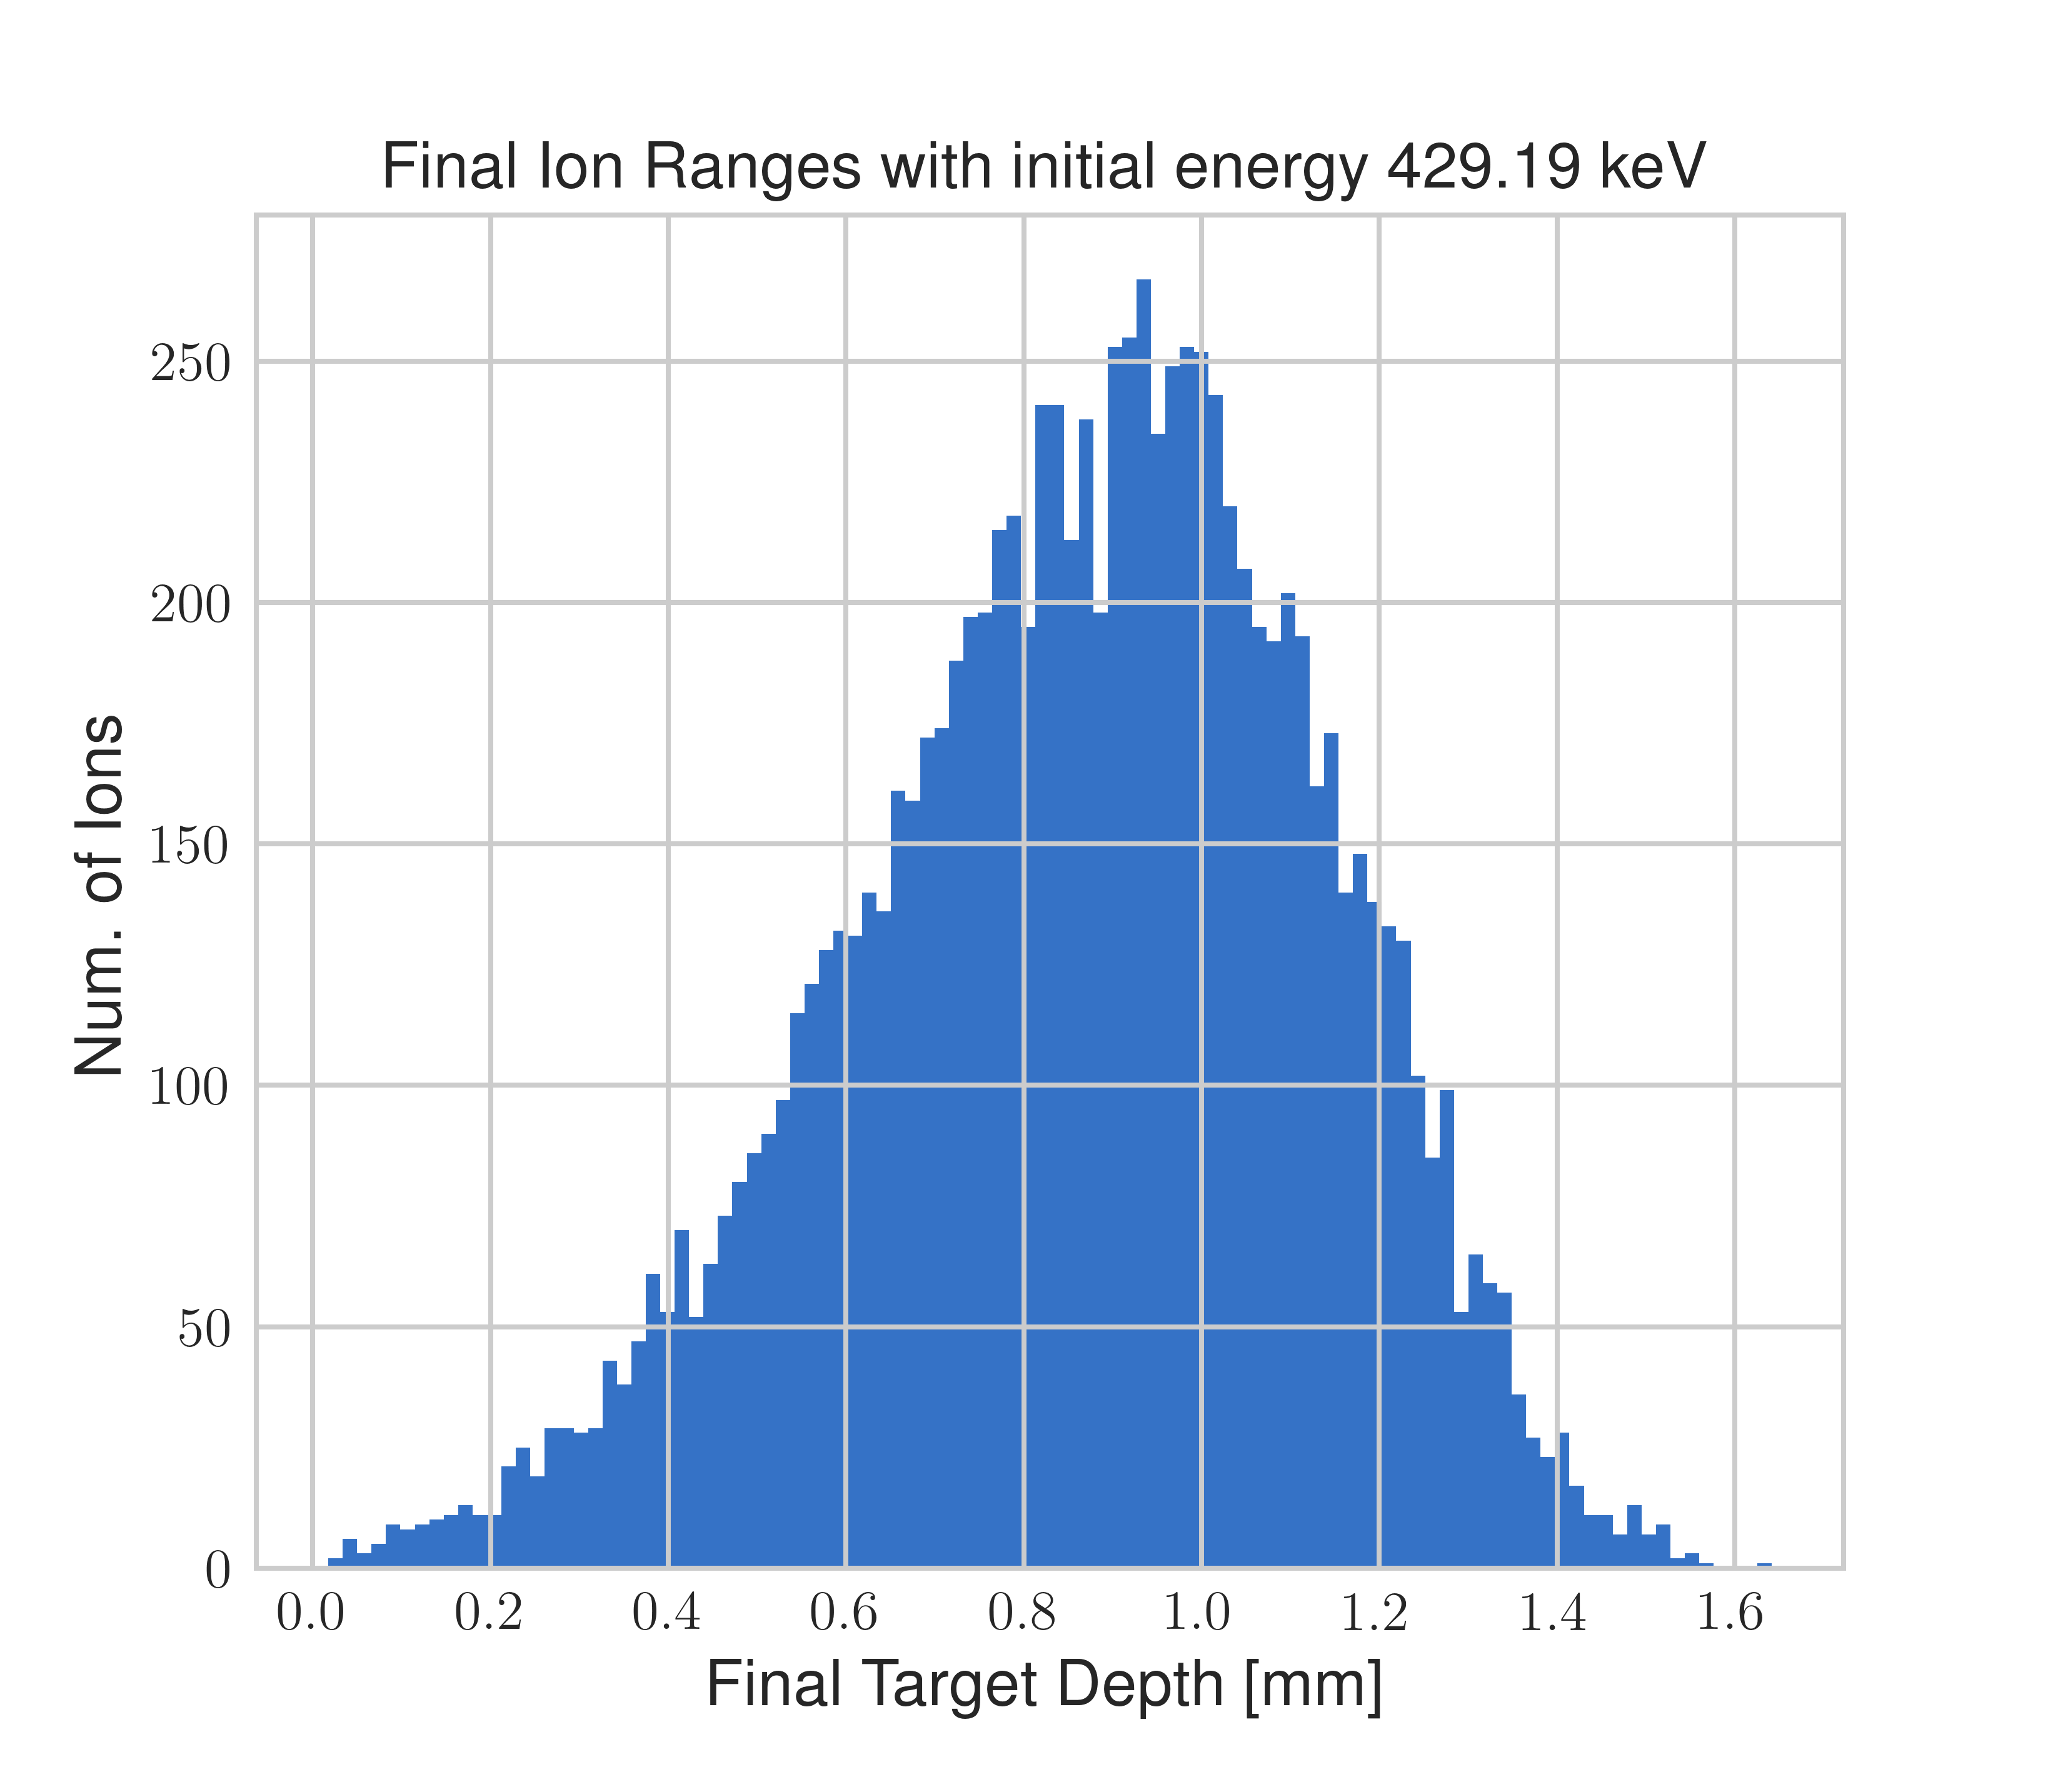 Final Ion Ranges with initial energy 429.19 keV
Num. of Ions
250
200
150
100
50
0
0.0 0.2 0.4 0.6 0.8 1.0 1.2 1.4 1.6
Final Target Depth [mm]